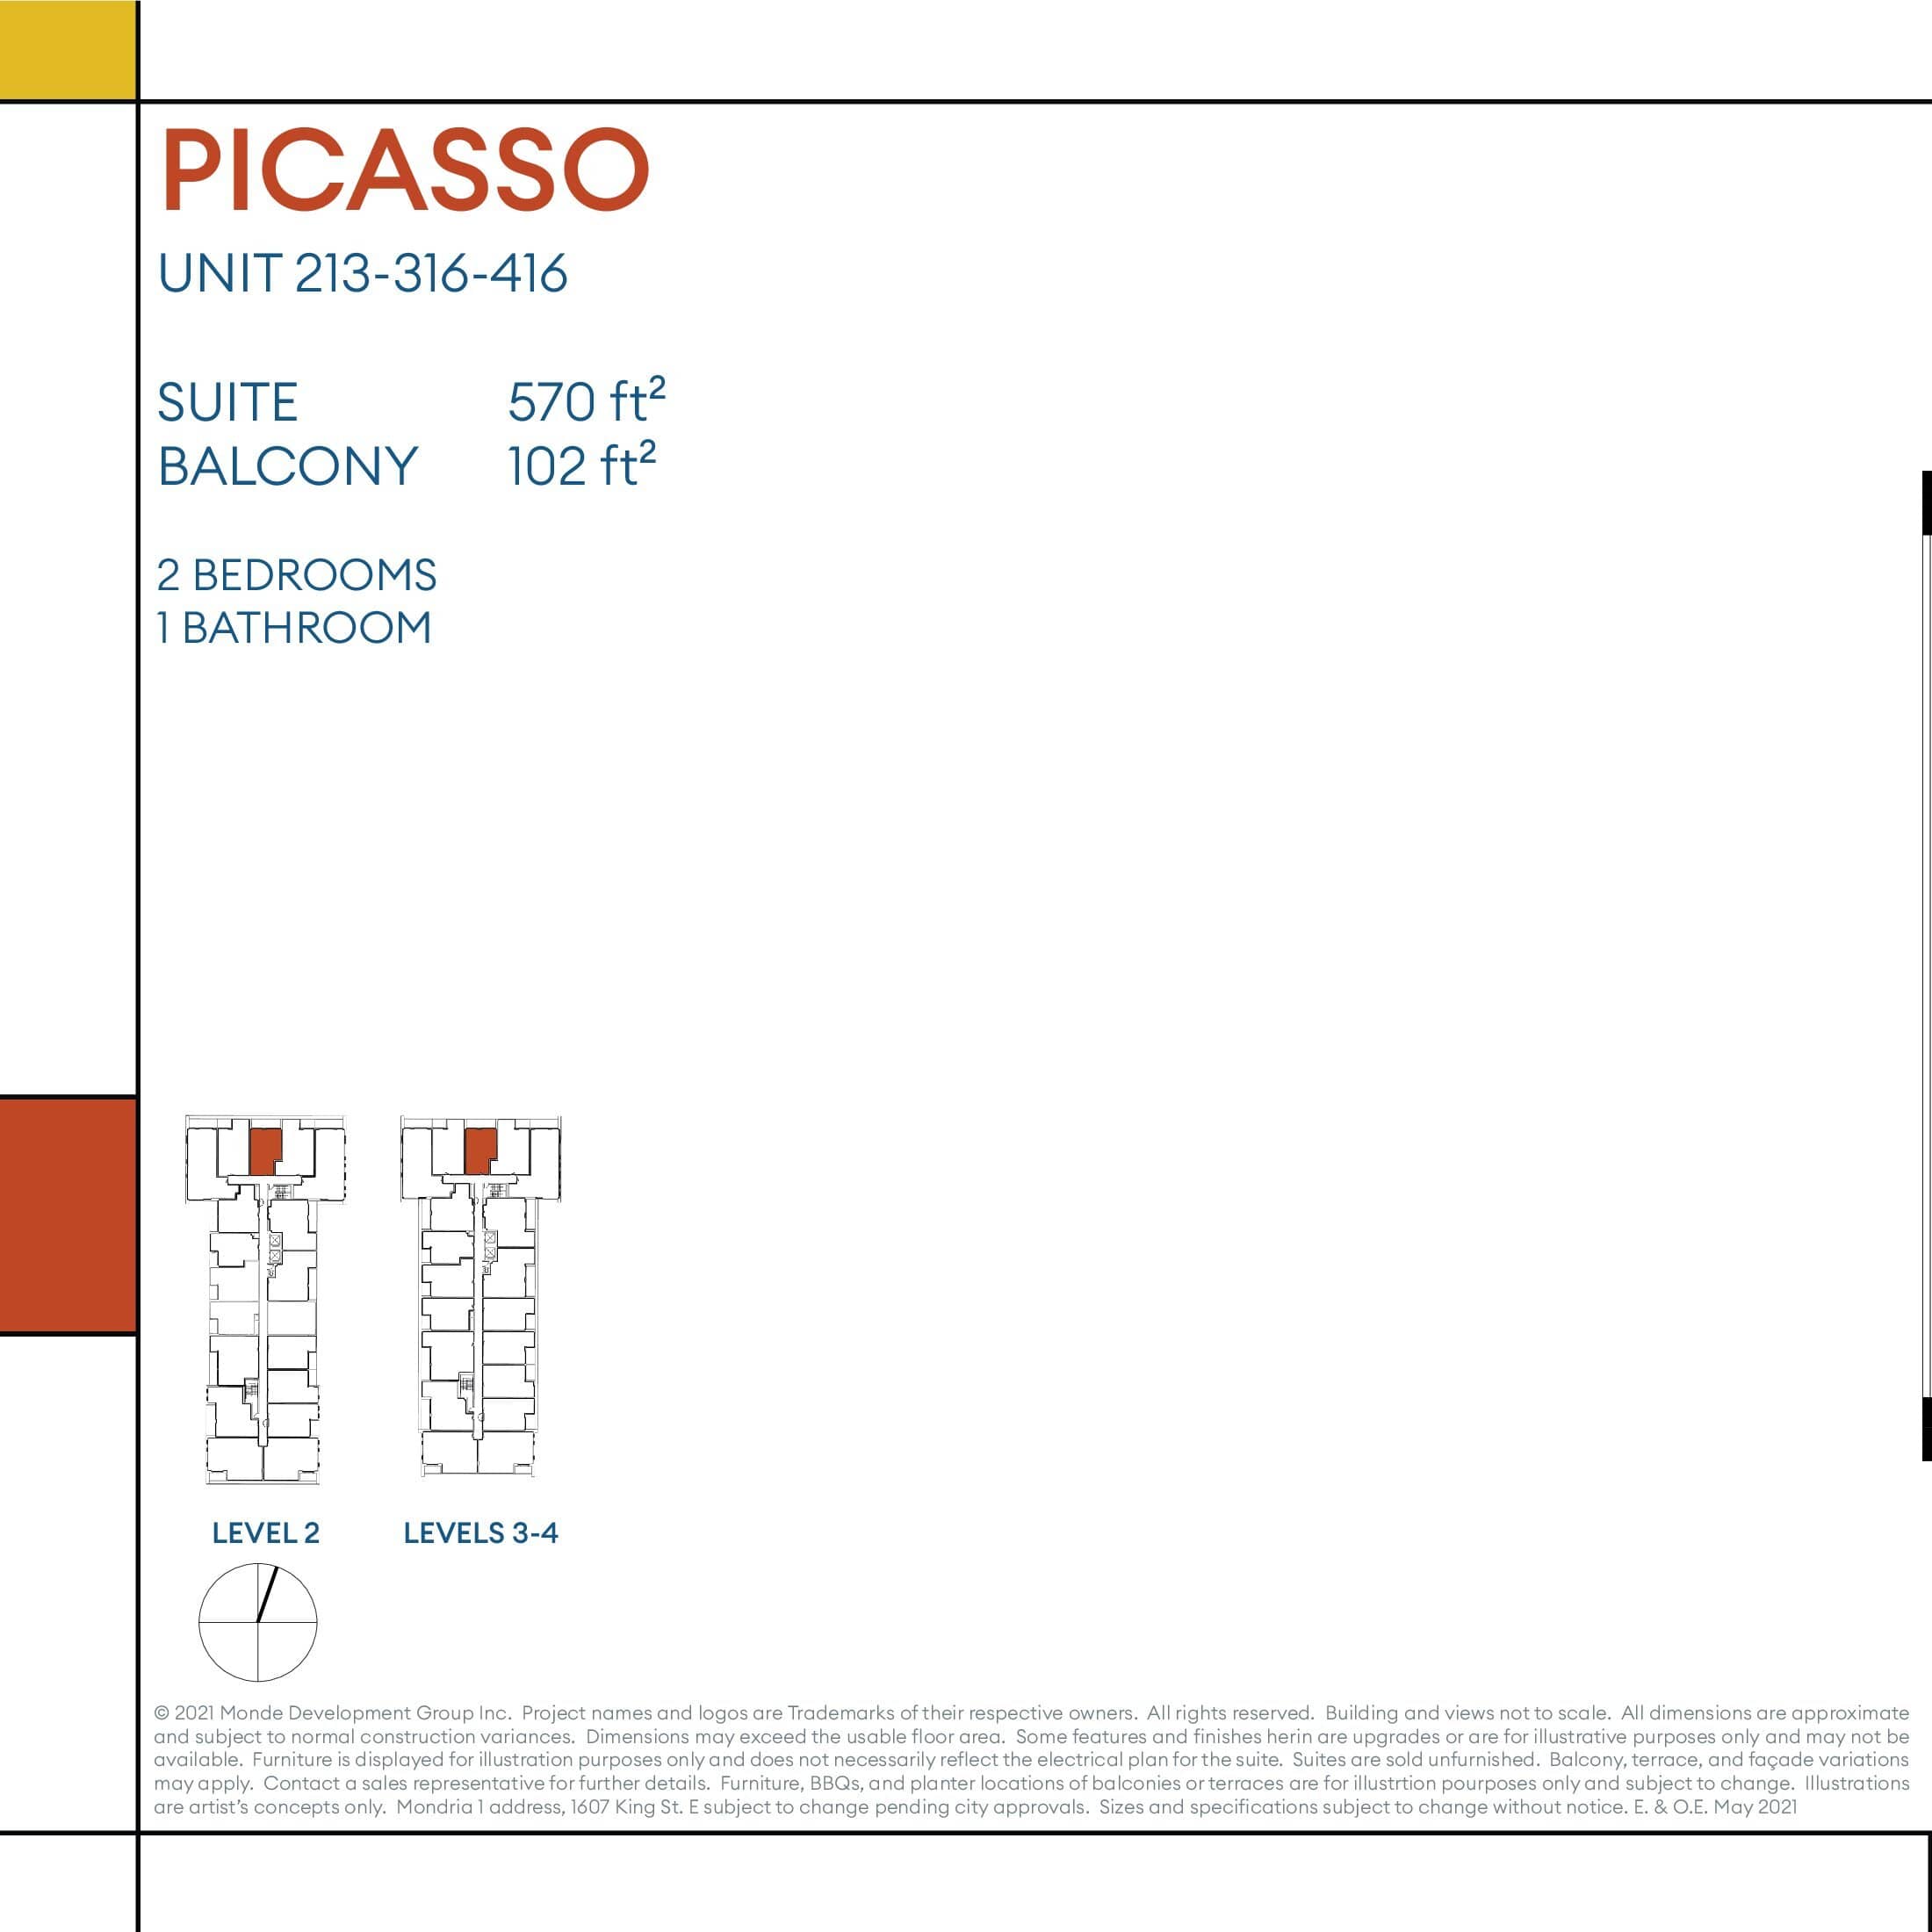 PICASSO
UNIT 213-316-416
SUITE 570 ft²
BALCONY 102 ft²
2 BEDROOMS
1 BATHROOM
LEVEL 2 LEVELS 3-4
© 2021 Monde Development Group Inc. Project names and logos are Trademarks of their respective owners. All rights reserved. Building and views not to scale. All dimensions are approximate
and subject to normal construction variances. Dimensions may exceed the usable floor area. Some features and finishes herin are upgrades or are for illustrative purposes only and may not be
available. Furniture is displayed for illustration purposes only and does not necessarily reflect the electrical plan for the suite. Suites are sold unfurnished. Balcony, terrace, and façade variations
may apply. Contact a sales representative for further details. Furniture, BBQs, and planter locations of balconies or terraces are for illustrtion pourposes only and subject to change. Illustrations
are artist's concepts only. Mondria 1 address, 1607 King St. E subject to change pending city approvals. Sizes and specifications subject to change without notice. E. & O.E. May 2021